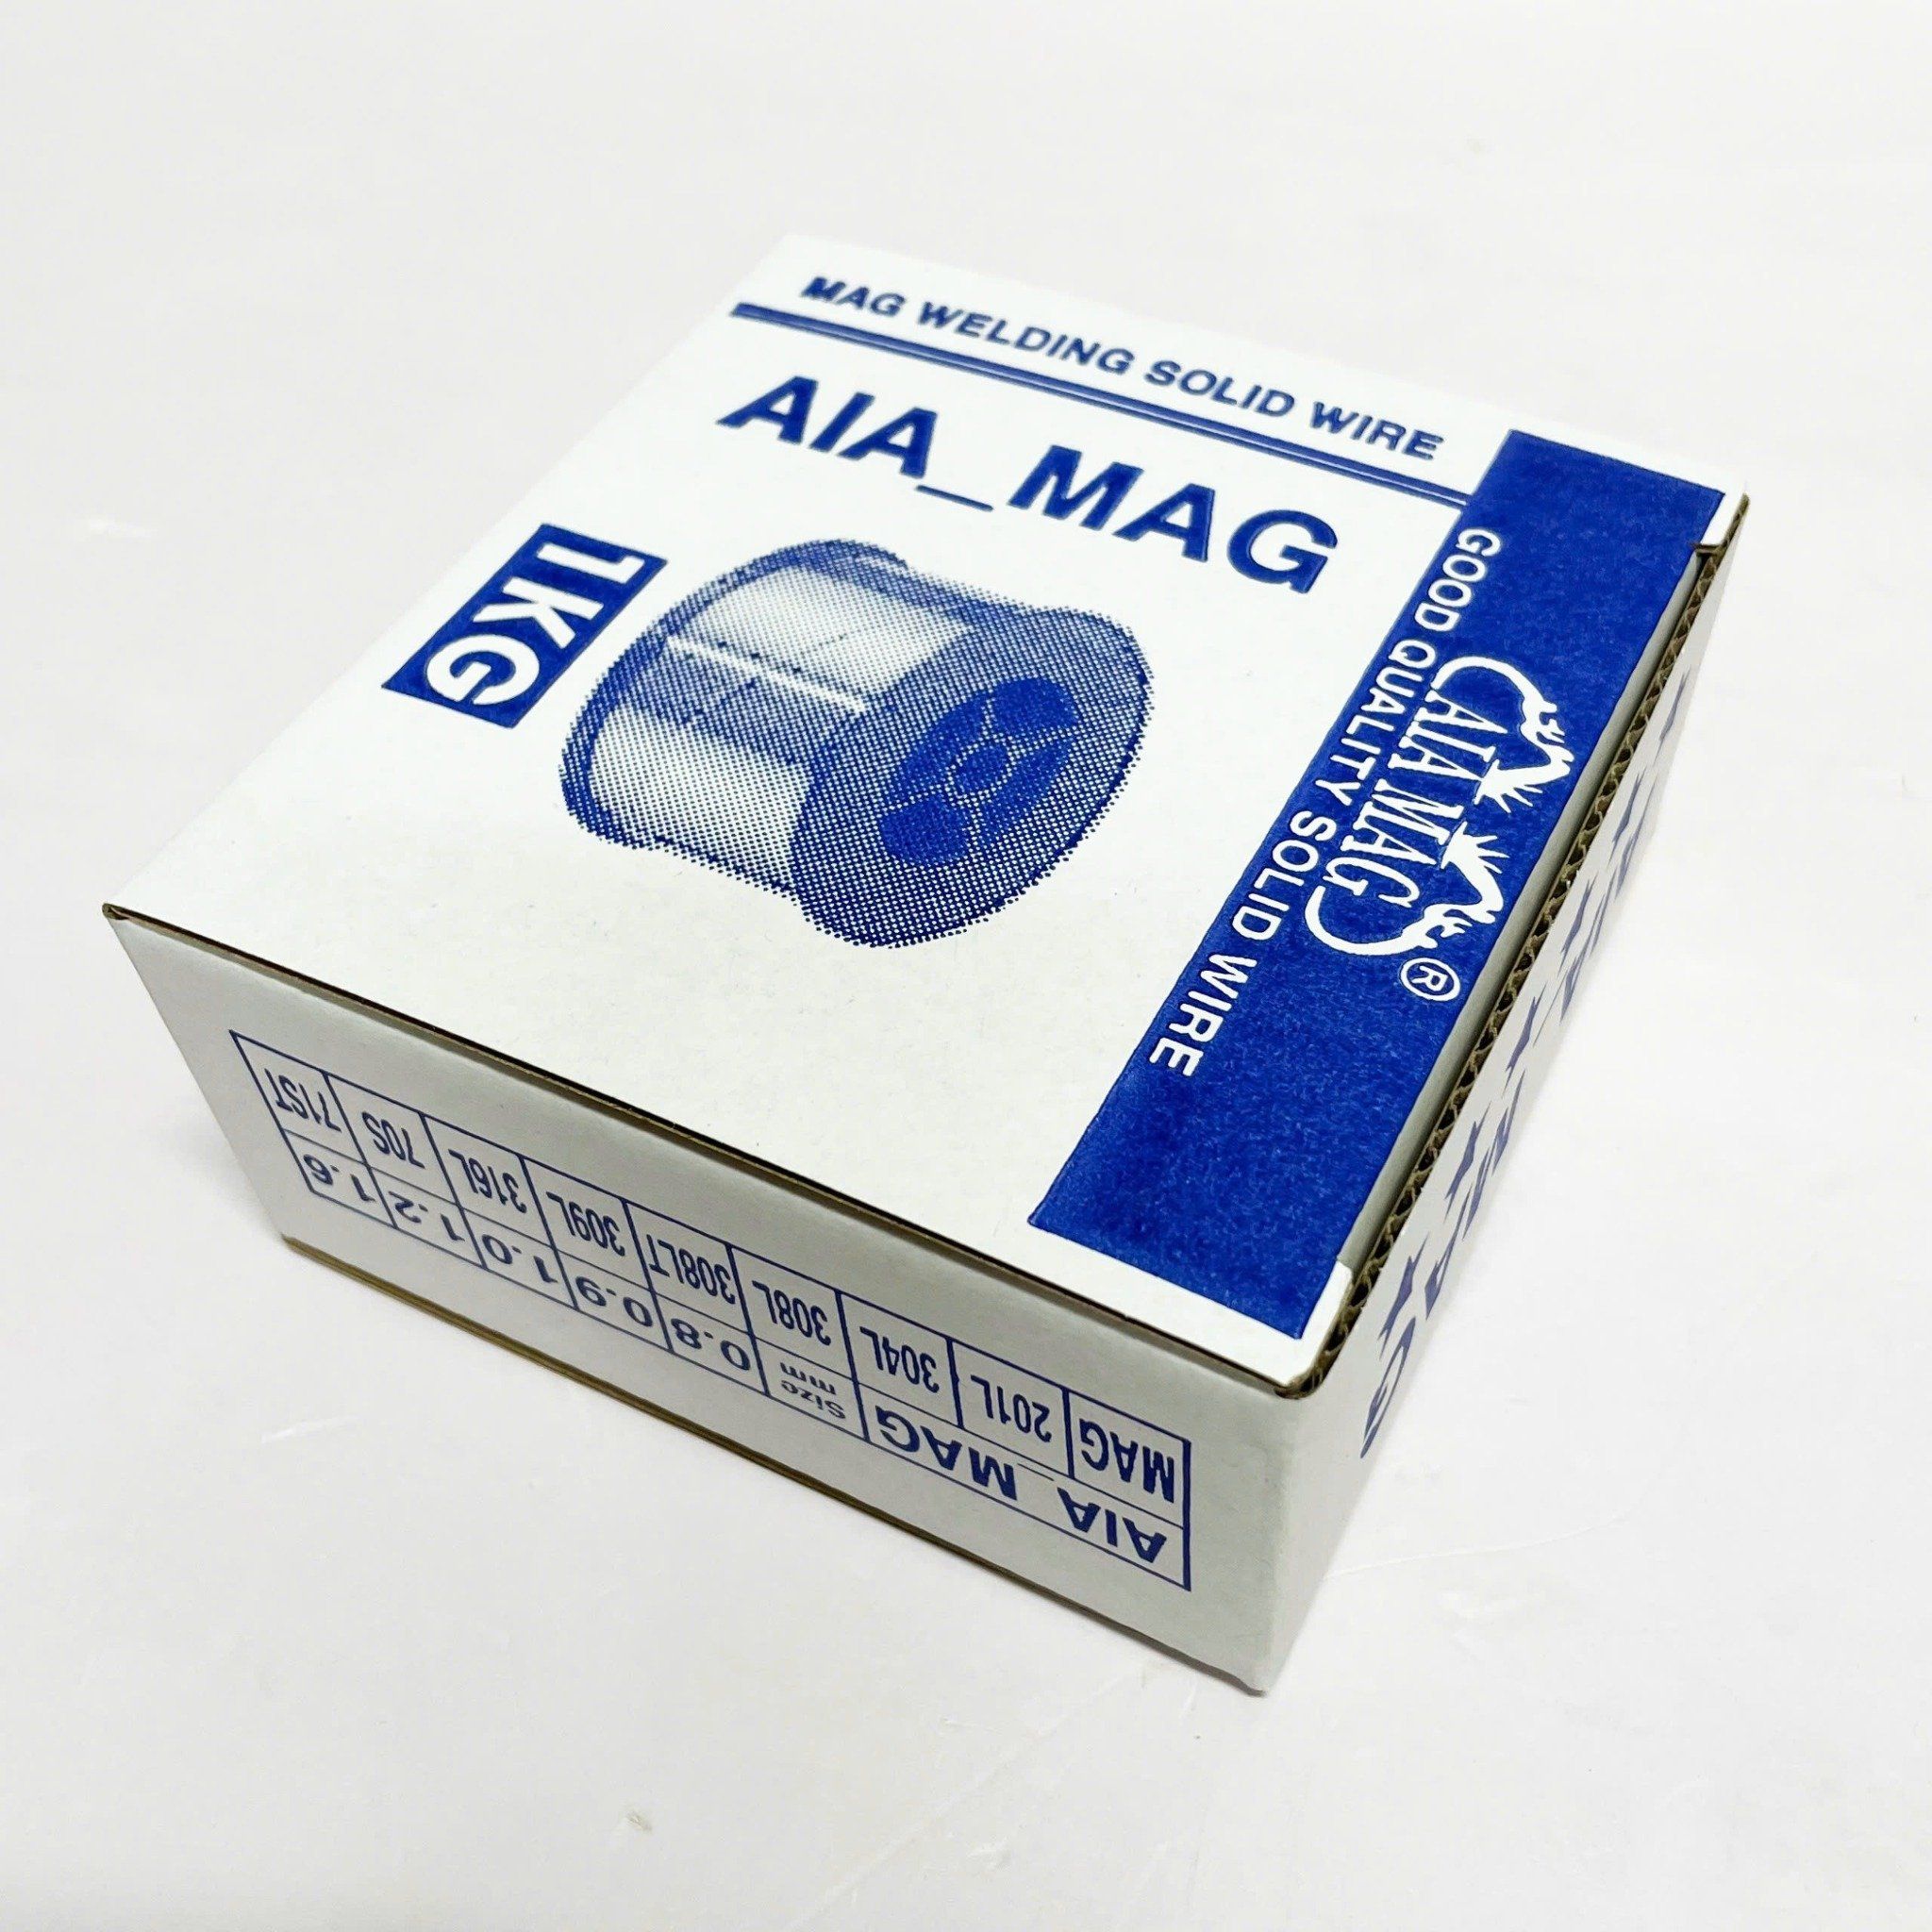 MAG WELDING SOLID WIRE
AIA_MAG
1KG
AIA MAG ®
GOOD QUALITY SOLID WIRE
AIA_MAG
Size mm 0.8 0.9 1.0 1.2 1.6
MAG 201L 304L 308L 308LT 309L 316L 70S 71ST